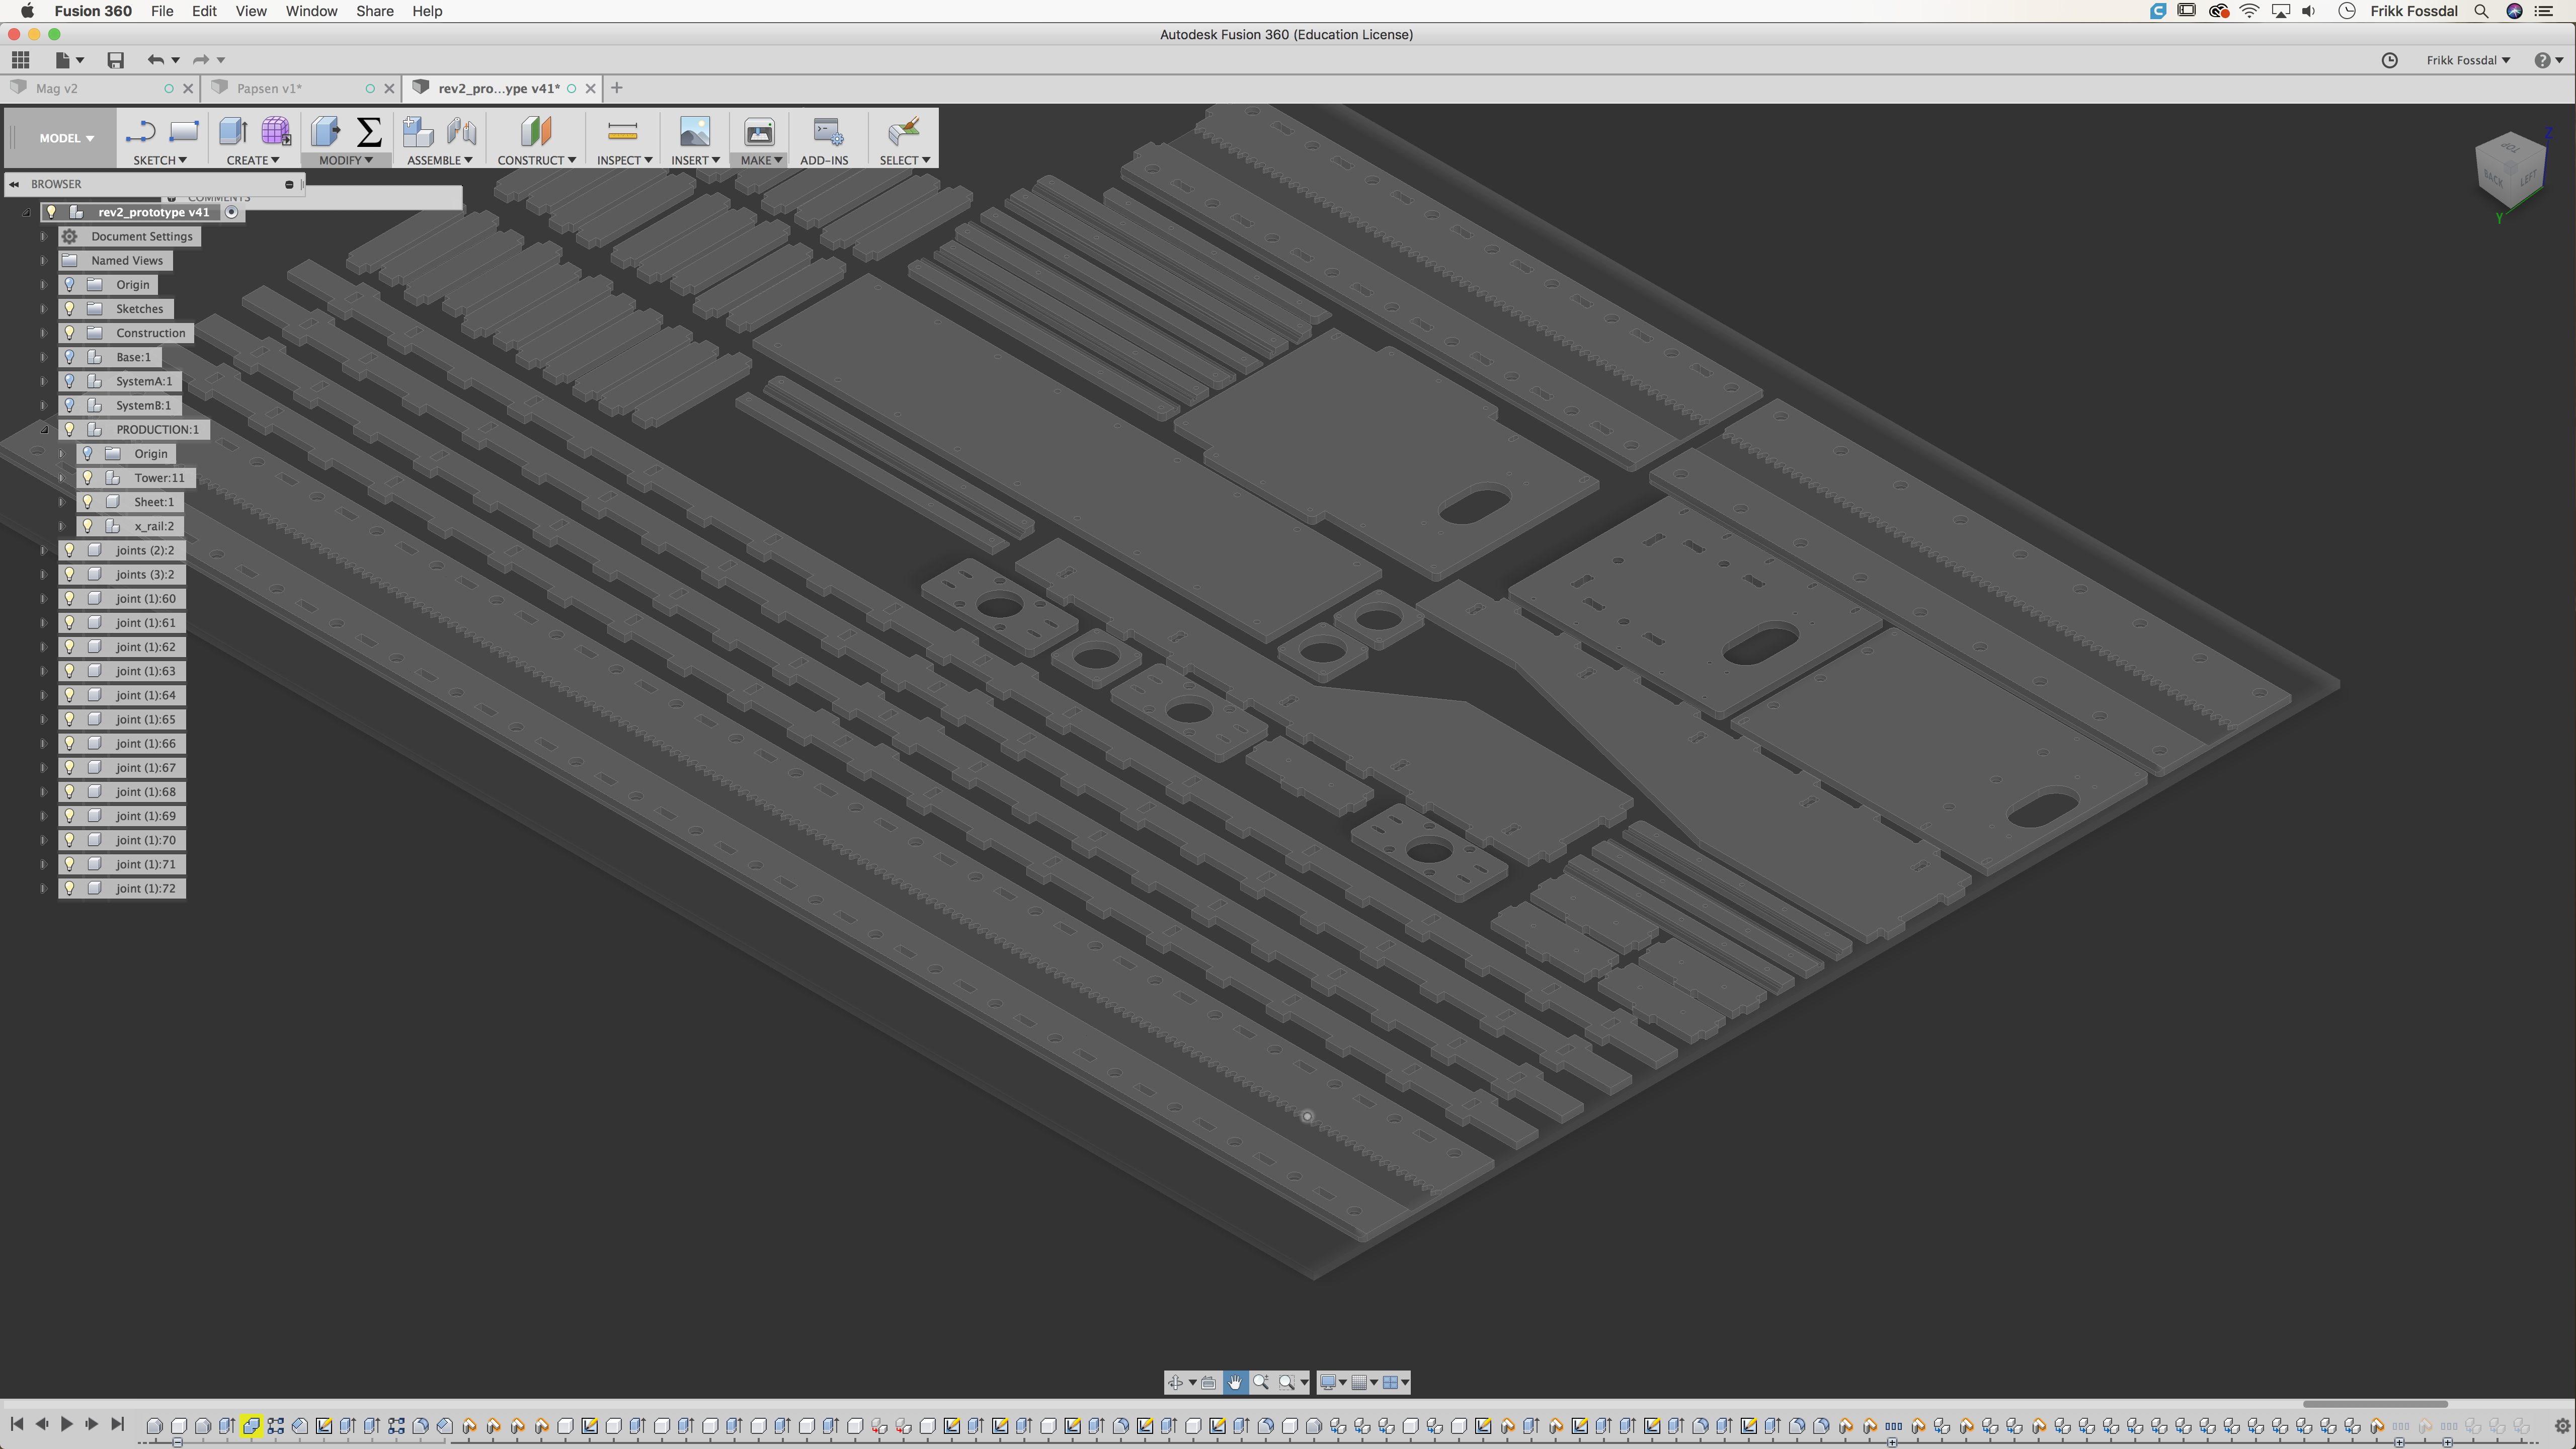 Fusion 360 File Edit View Window Share Help Frikk Fossdal
Autodesk Fusion 360 (Education License)
Frikk Fossdal ?
Mag v2 Papsen v1* rev2_pro...ype v41*
MODEL SKETCH CREATE MODIFY ASSEMBLE CONSTRUCT INSPECT INSERT MAKE ADD-INS SELECT
BROWSER
COMMENTS
rev2_prototype v41
Document Settings
Named Views
Origin
Sketches
Construction
Base:1
SystemA:1
SystemB:1
PRODUCTION:1
Origin
Tower:11
Sheet:1
x_rail:2
joints (2):2
joints (3):2
joint (1):60
joint (1):61
joint (1):62
joint (1):63
joint (1):64
joint (1):65
joint (1):66
joint (1):67
joint (1):68
joint (1):69
joint (1):70
joint (1):71
joint (1):72
Z
TOP
BACK LEFT
Y